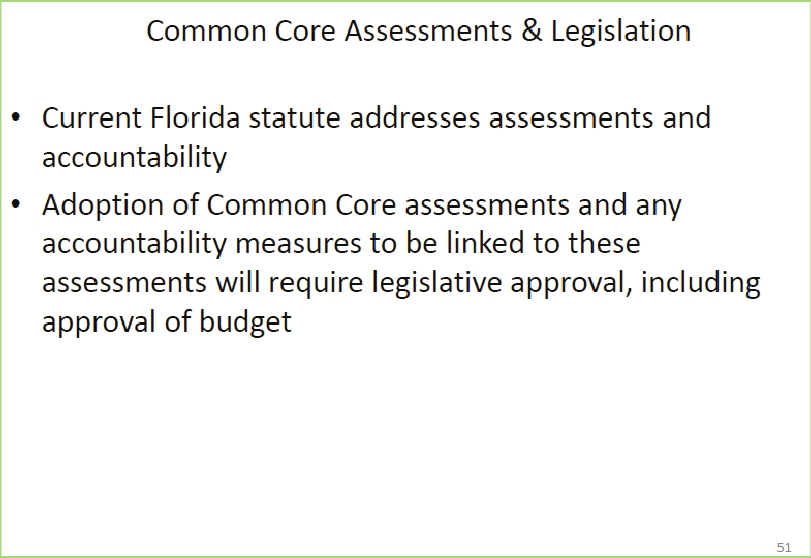 Common Core Assessments & Legislation
• Current Florida statute addresses assessments and
accountability
• Adoption of Common Core assessments and any
accountability measures to be linked to these
assessments will require legislative approval, including
approval of budget
51